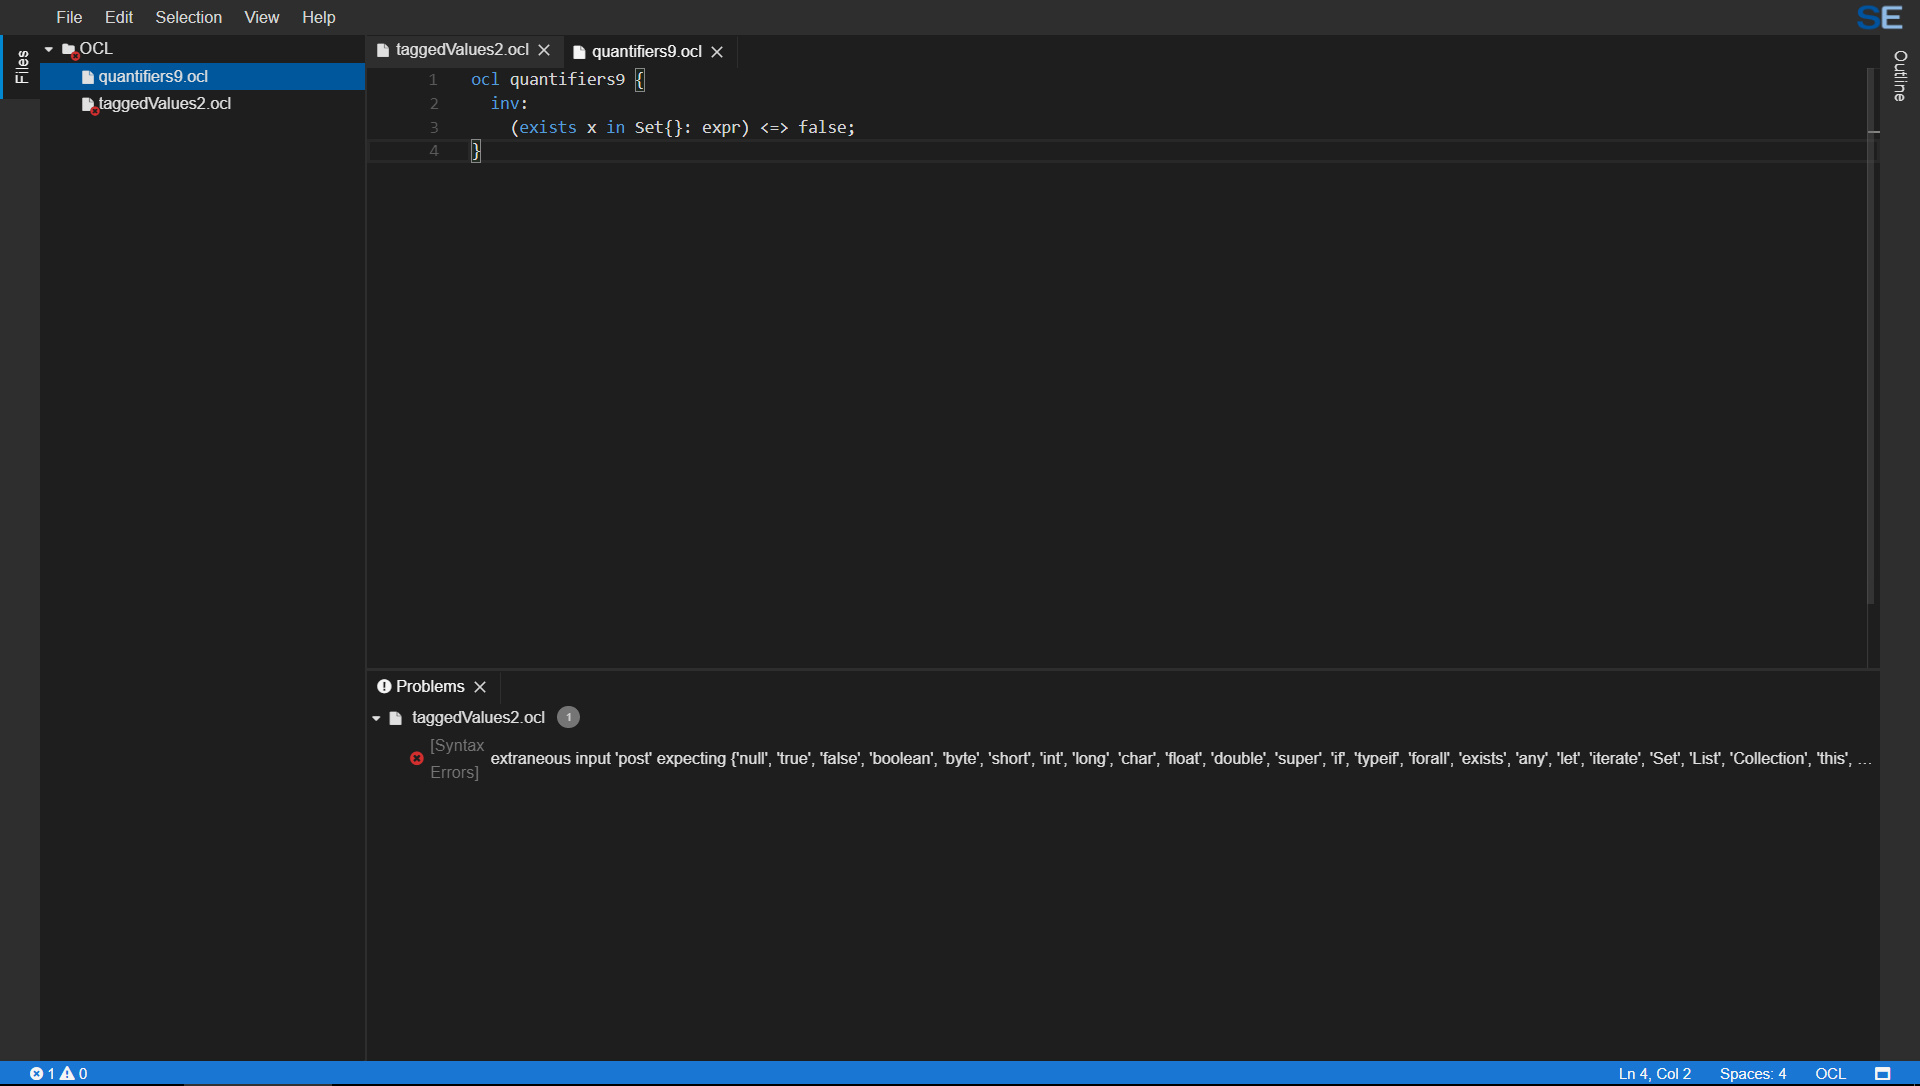 File Edit Selection View Help
SE
Files
OCL
quantifiers9.ocl
taggedValues2.ocl
taggedValues2.ocl
quantifiers9.ocl
1 ocl quantifiers9 {
2 inv:
3 (exists x in Set{}: expr) <=> false;
4 }
Outline
Problems
taggedValues2.ocl 1
[Syntax Errors] extraneous input 'post' expecting {'null', 'true', 'false', 'boolean', 'byte', 'short', 'int', 'long', 'char', 'float', 'double', 'super', 'if', 'typeif', 'forall', 'exists', 'any', 'let', 'iterate', 'Set', 'List', 'Collection', 'this', ...
1 0
Ln 4, Col 2 Spaces: 4 OCL